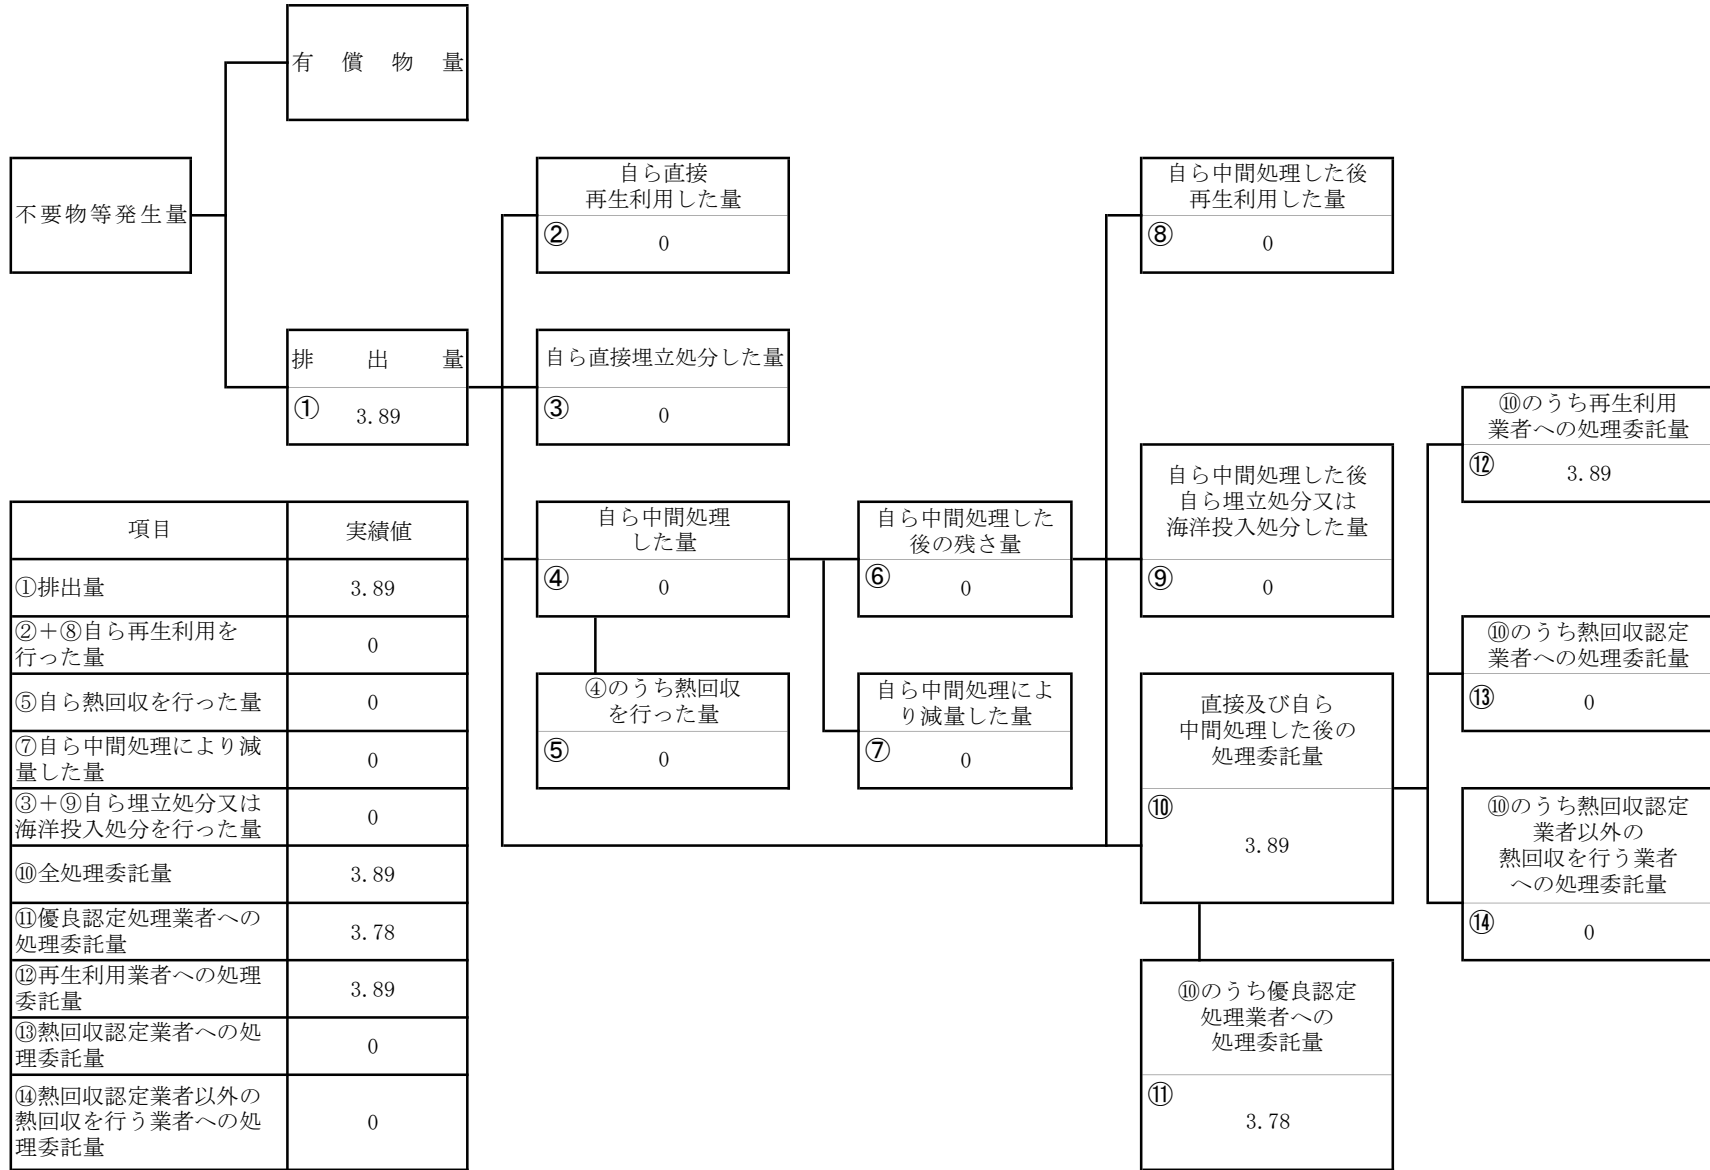 有償物量
不要物等発生量
排出量
① 3.89
自ら直接
再生利用した量
② 0
自ら直接埋立処分した量
③ 0
自ら中間処理
した量
④ 0
④のうち熱回収
を行った量
⑤ 0
自ら中間処理した
後の残さ量
⑥ 0
自ら中間処理によ
り減量した量
⑦ 0
自ら中間処理した後
再生利用した量
⑧ 0
自ら中間処理した後
自ら埋立処分又は
海洋投入処分した量
⑨ 0
直接及び自ら
中間処理した後の
処理委託量
⑩
3.89
⑩のうち優良認定
処理業者への
処理委託量
⑪
3.78
⑩のうち再生利用
業者への処理委託量
⑫ 3.89
⑩のうち熱回収認定
業者への処理委託量
⑬ 0
⑩のうち熱回収認定
業者以外の
熱回収を行う業者
への処理委託量
⑭ 0
項目 実績値
①排出量 3.89
②＋⑧自ら再生利用を
行った量 0
⑤自ら熱回収を行った量 0
⑦自ら中間処理により減
量した量 0
③＋⑨自ら埋立処分又は
海洋投入処分を行った量 0
⑩全処理委託量 3.89
⑪優良認定処理業者への
処理委託量 3.78
⑫再生利用業者への処理
委託量 3.89
⑬熱回収認定業者への処
理委託量 0
⑭熱回収認定業者以外の
熱回収を行う業者への処
理委託量 0